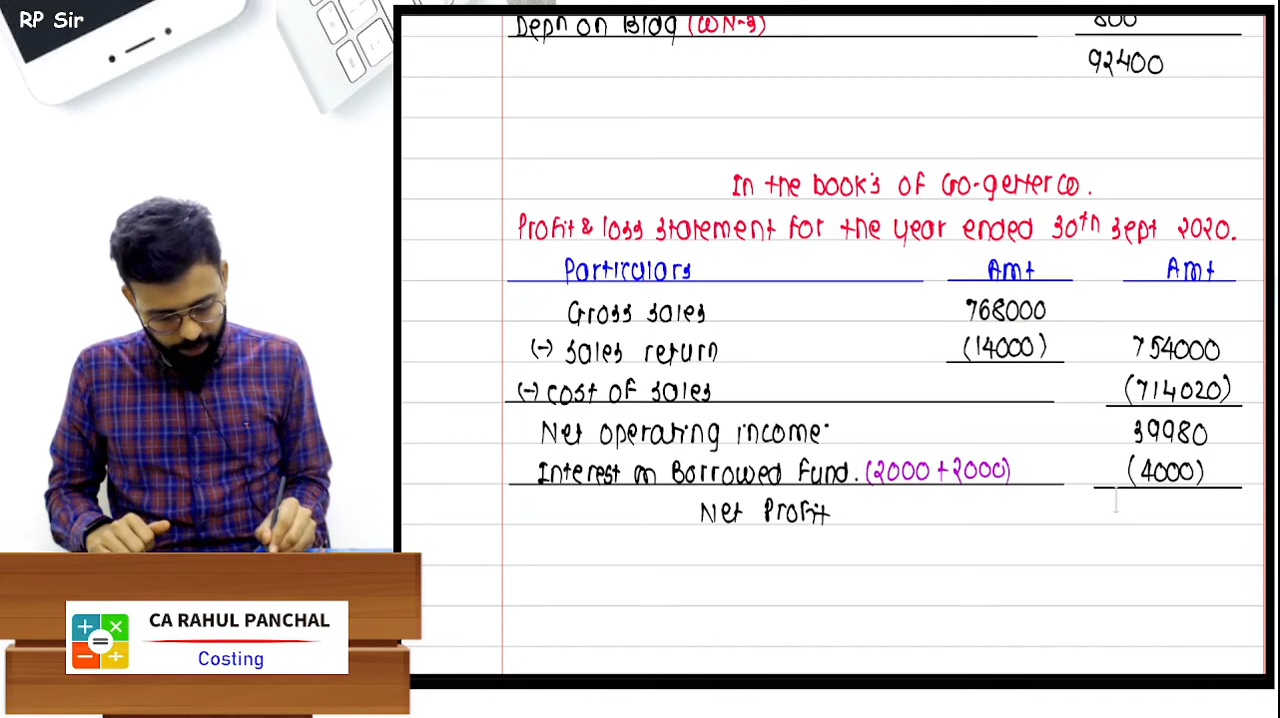 RP Sir
Depn on Bldg (WN-3) 800
92400
In the book's of Go-getter co.
Profit & loss statement for the year ended 30th sept 2020.
Particulars Amt Amt
Gross sales 768000
(-) sales return (14000) 754000
(-) cost of sales (714020)
Net operating income 39980
Interest on Borrowed Fund. (2000+2000) (4000)
Net Profit
CA RAHUL PANCHAL
Costing